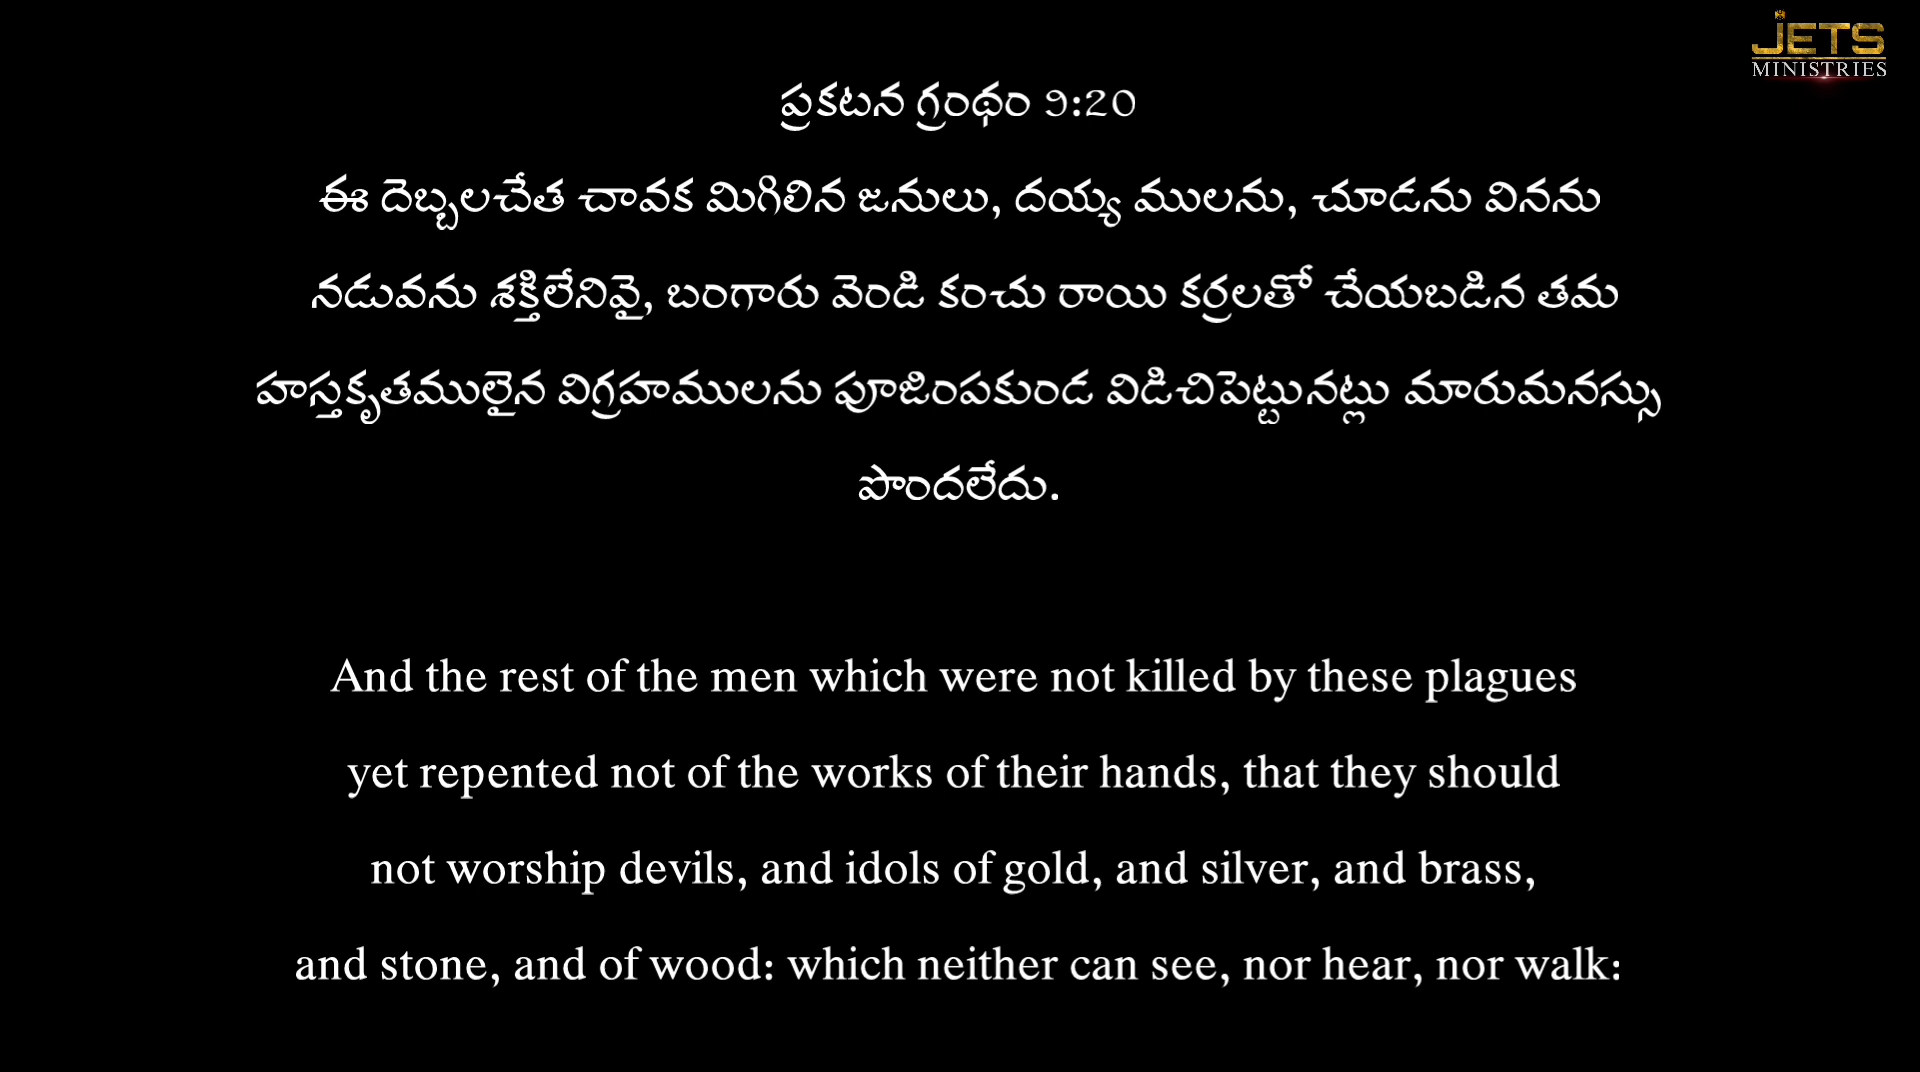 JETS
MINISTRIES
ప్రకటన గ్రంథం 9:20
ఈ దెబ్బలచేత చావక మిగిలిన జనులు, దయ్య ములను, చూడను వినను
నడువను శక్తిలేనివై, బంగారు వెండి కంచు రాయి కర్రలతో చేయబడిన తమ
హస్తకృతములైన విగ్రహములను పూజింపకుండ విడిచిపెట్టునట్లు మారుమనస్సు
పొందలేదు.
And the rest of the men which were not killed by these plagues
yet repented not of the works of their hands, that they should
not worship devils, and idols of gold, and silver, and brass,
and stone, and of wood: which neither can see, nor hear, nor walk: